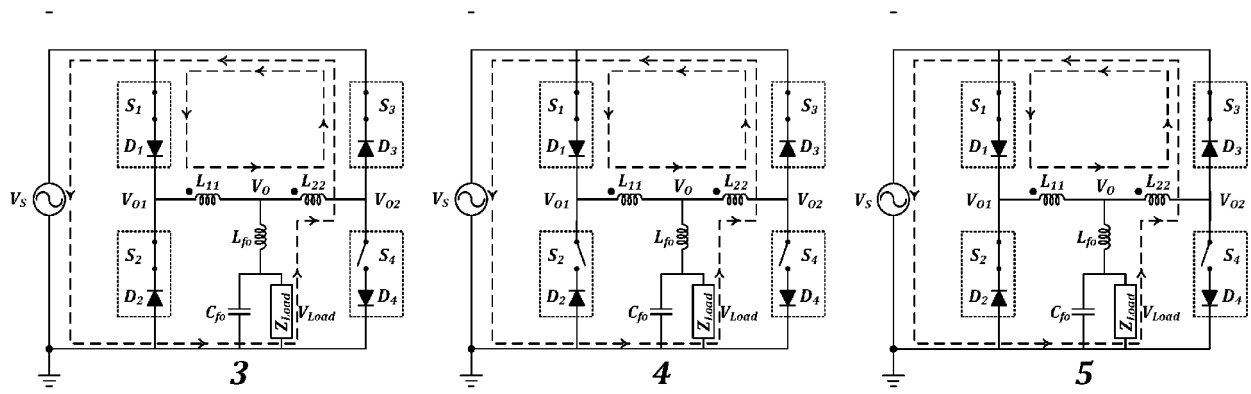 S1 S3
D1 D3
L11 VO L22
VS VO1 VO2
Lfo
S2 S4
D2 Cfo ZLoad VLoad D4
3
S1 S3
D1 D3
L11 VO L22
VS VO1 VO2
Lfo
S2 S4
D2 Cfo ZLoad VLoad D4
4
S1 S3
D1 D3
L11 VO L22
VS VO1 VO2
Lfo
S2 S4
D2 Cfo ZLoad VLoad D4
5